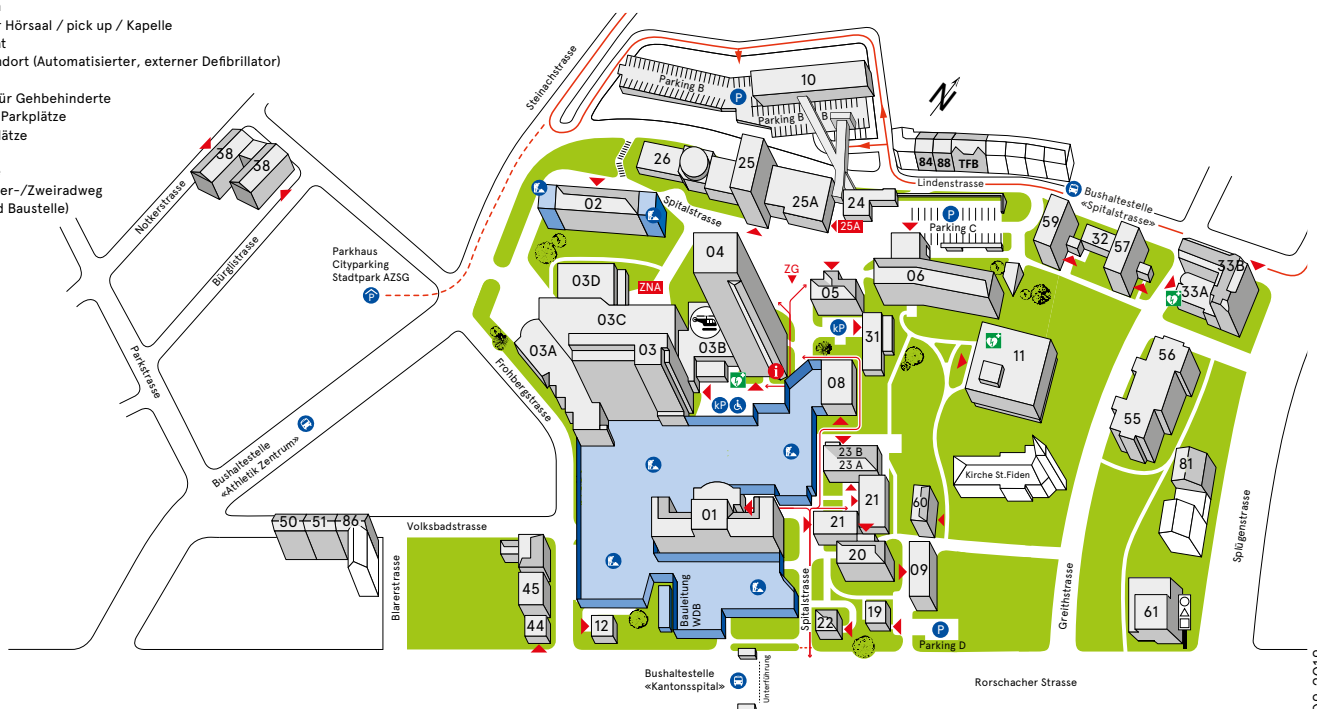 r Hörsaal / pick up / Kapelle
ndort (Automatisierter, externer Defibrillator)
ür Gehbehinderte
Parkplätze
lätze
er-/Zweiradweg
d Baustelle)
Steinachstrasse
Parking B
P
10
Parking B
B
N
84 88 TFB
Lindenstrasse
Bushaltestelle
«Spitalstrasse»
38
38
Notkerstrasse
Bürglistrasse
26
25
25A
24
25A
P
Parking C
59
32
57
33B
33A
02
Spitalstrasse
04
ZG
05
06
Parkhaus
Cityparking
Stadtpark AZSG
P
03D
ZNA
03C
03A
03
03B
kP
31
11
56
55
Parkstrasse
Frohbergstrasse
i
kP
08
Bushaltestelle
«Athletik Zentrum»
23 B
23 A
Kirche St.Fiden
81
21
21
60
01
20
09
50 51 86
Volksbadstrasse
Blarerstrasse
45
44
12
Bauleitung
WDB
Spitalstrasse
22
19
P
Parking D
Greithstrasse
Splügenstrasse
61
Bushaltestelle
«Kantonsspital»
Unterführung
Rorschacher Strasse